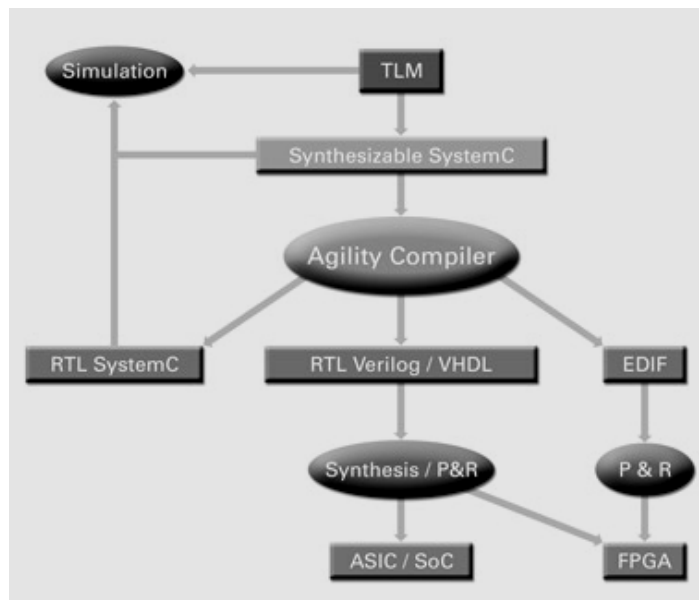 Simulation
TLM
Synthesizable SystemC
Agility Compiler
RTL SystemC
RTL Verilog / VHDL
EDIF
Synthesis / P&R
P & R
ASIC / SoC
FPGA